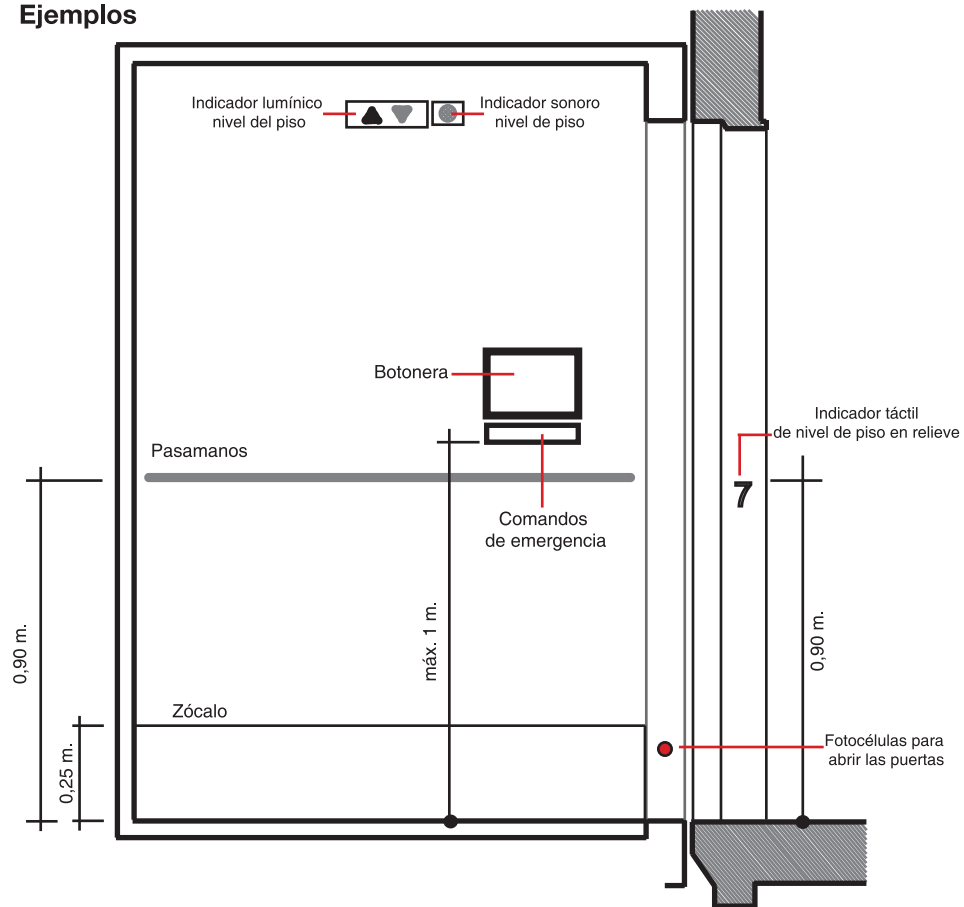 Ejemplos
Indicador lumínico
nivel del piso
Indicador sonoro
nivel de piso
Botonera
Indicador táctil
de nivel de piso en relieve
Pasamanos
7
Comandos
de emergencia
0,90 m.
máx. 1 m.
0,90 m.
Zócalo
0,25 m.
Fotocélulas para
abrir las puertas